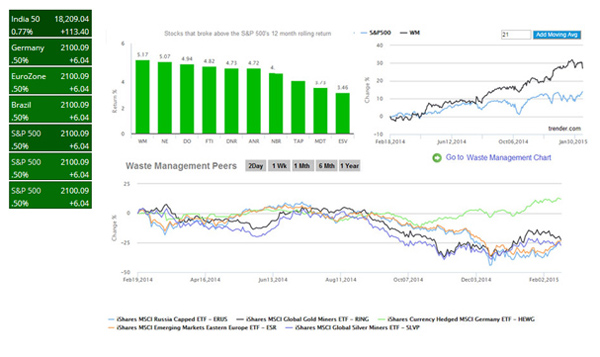 India 50 18,209.04
0.77% +113.40
Germany 2100.09
.50% +6.04
EuroZone 2100.09
.50% +6.04
Brazil 2100.09
.50% +6.04
S&P 500 2100.09
.50% +6.04
S&P 500 2100.09
.50% +6.04
S&P 500 2100.09
.50% +6.04
Stocks that broke above the S&P 500's 12 month rolling return
Return %
6
4
2
0
5.17 5.07 4.94 4.82 4.73 4.72 4. 3.46
WM NE DO FTI DNR ANR NBR TAP MDT ESV
S&P500 WM
21 Add Moving Avg
Change %
40
30
20
10
0
-10
trender.com
Feb18,2014 Jun12,2014 Oct06,2014 Jan30,2015
Go to Waste Management Chart
Waste Management Peers 2Day 1 Wk 1 Mth 6 Mth 1 Year
Change %
25
0
-25
-50
Feb19,2014 Apr16,2014 Jun15,2014 Aug11,2014 Oct07,2014 Dec03,2014 Feb02,2015
iShares MSCI Russia Capped ETF - ERUS iShares MSCI Global Gold Miners ETF - RING iShares Currency Hedged MSCI Germany ETF - HEWG
iShares MSCI Emerging Markets Eastern Europe ETF - ESR iShares MSCI Global Silver Miners ETF - SLVP